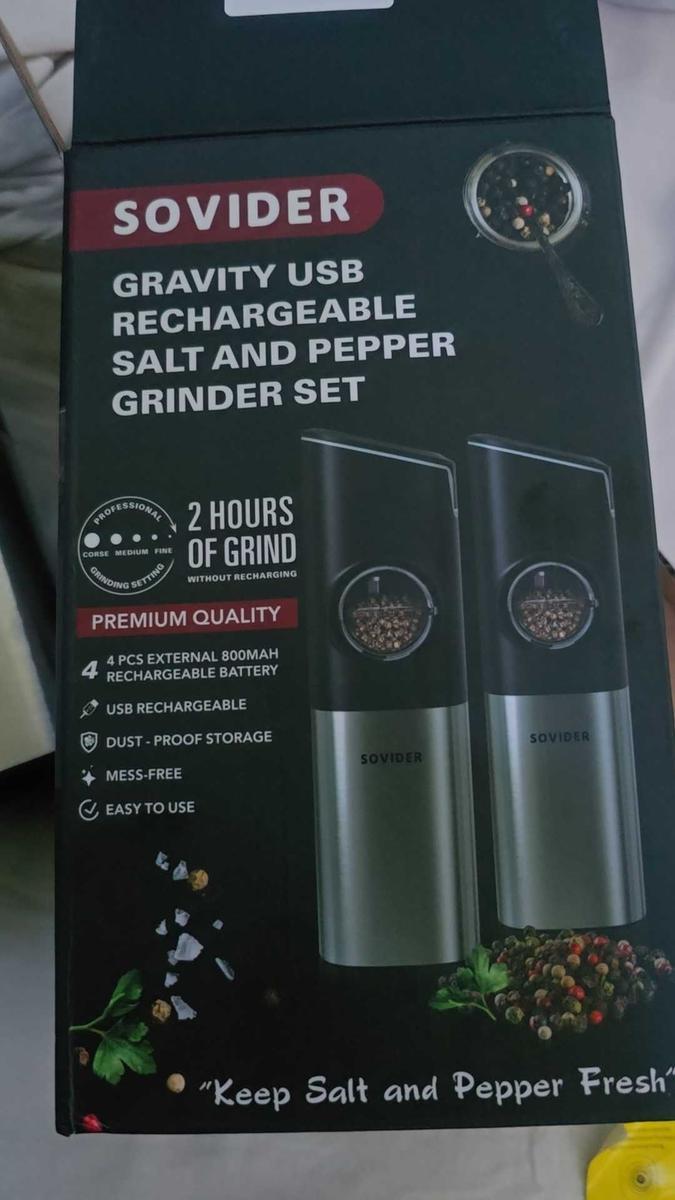 SOVIDER
GRAVITY USB
RECHARGEABLE
SALT AND PEPPER
GRINDER SET
PROFESSIONAL
CORSE MEDIUM FINE
GRINDING SETTING
2 HOURS
OF GRIND
WITHOUT RECHARGING
PREMIUM QUALITY
4 4 PCS EXTERNAL 800MAH
RECHARGEABLE BATTERY
USB RECHARGEABLE
DUST - PROOF STORAGE
MESS-FREE
EASY TO USE
SOVIDER
SOVIDER
"Keep Salt and Pepper Fresh"